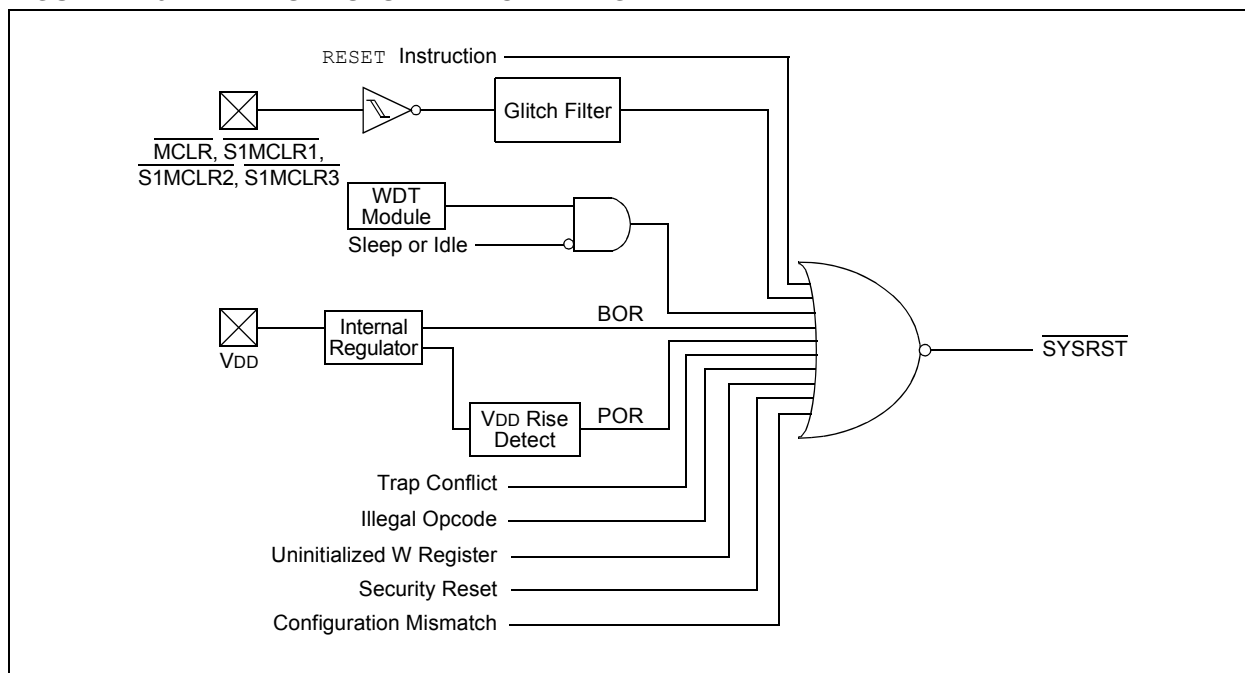 RESET Instruction
Glitch Filter
MCLR, S1MCLR1,
S1MCLR2, S1MCLR3
WDT
Module
Sleep or Idle
BOR
Internal
Regulator
VDD
SYSRST
VDD Rise
Detect
POR
Trap Conflict
Illegal Opcode
Uninitialized W Register
Security Reset
Configuration Mismatch